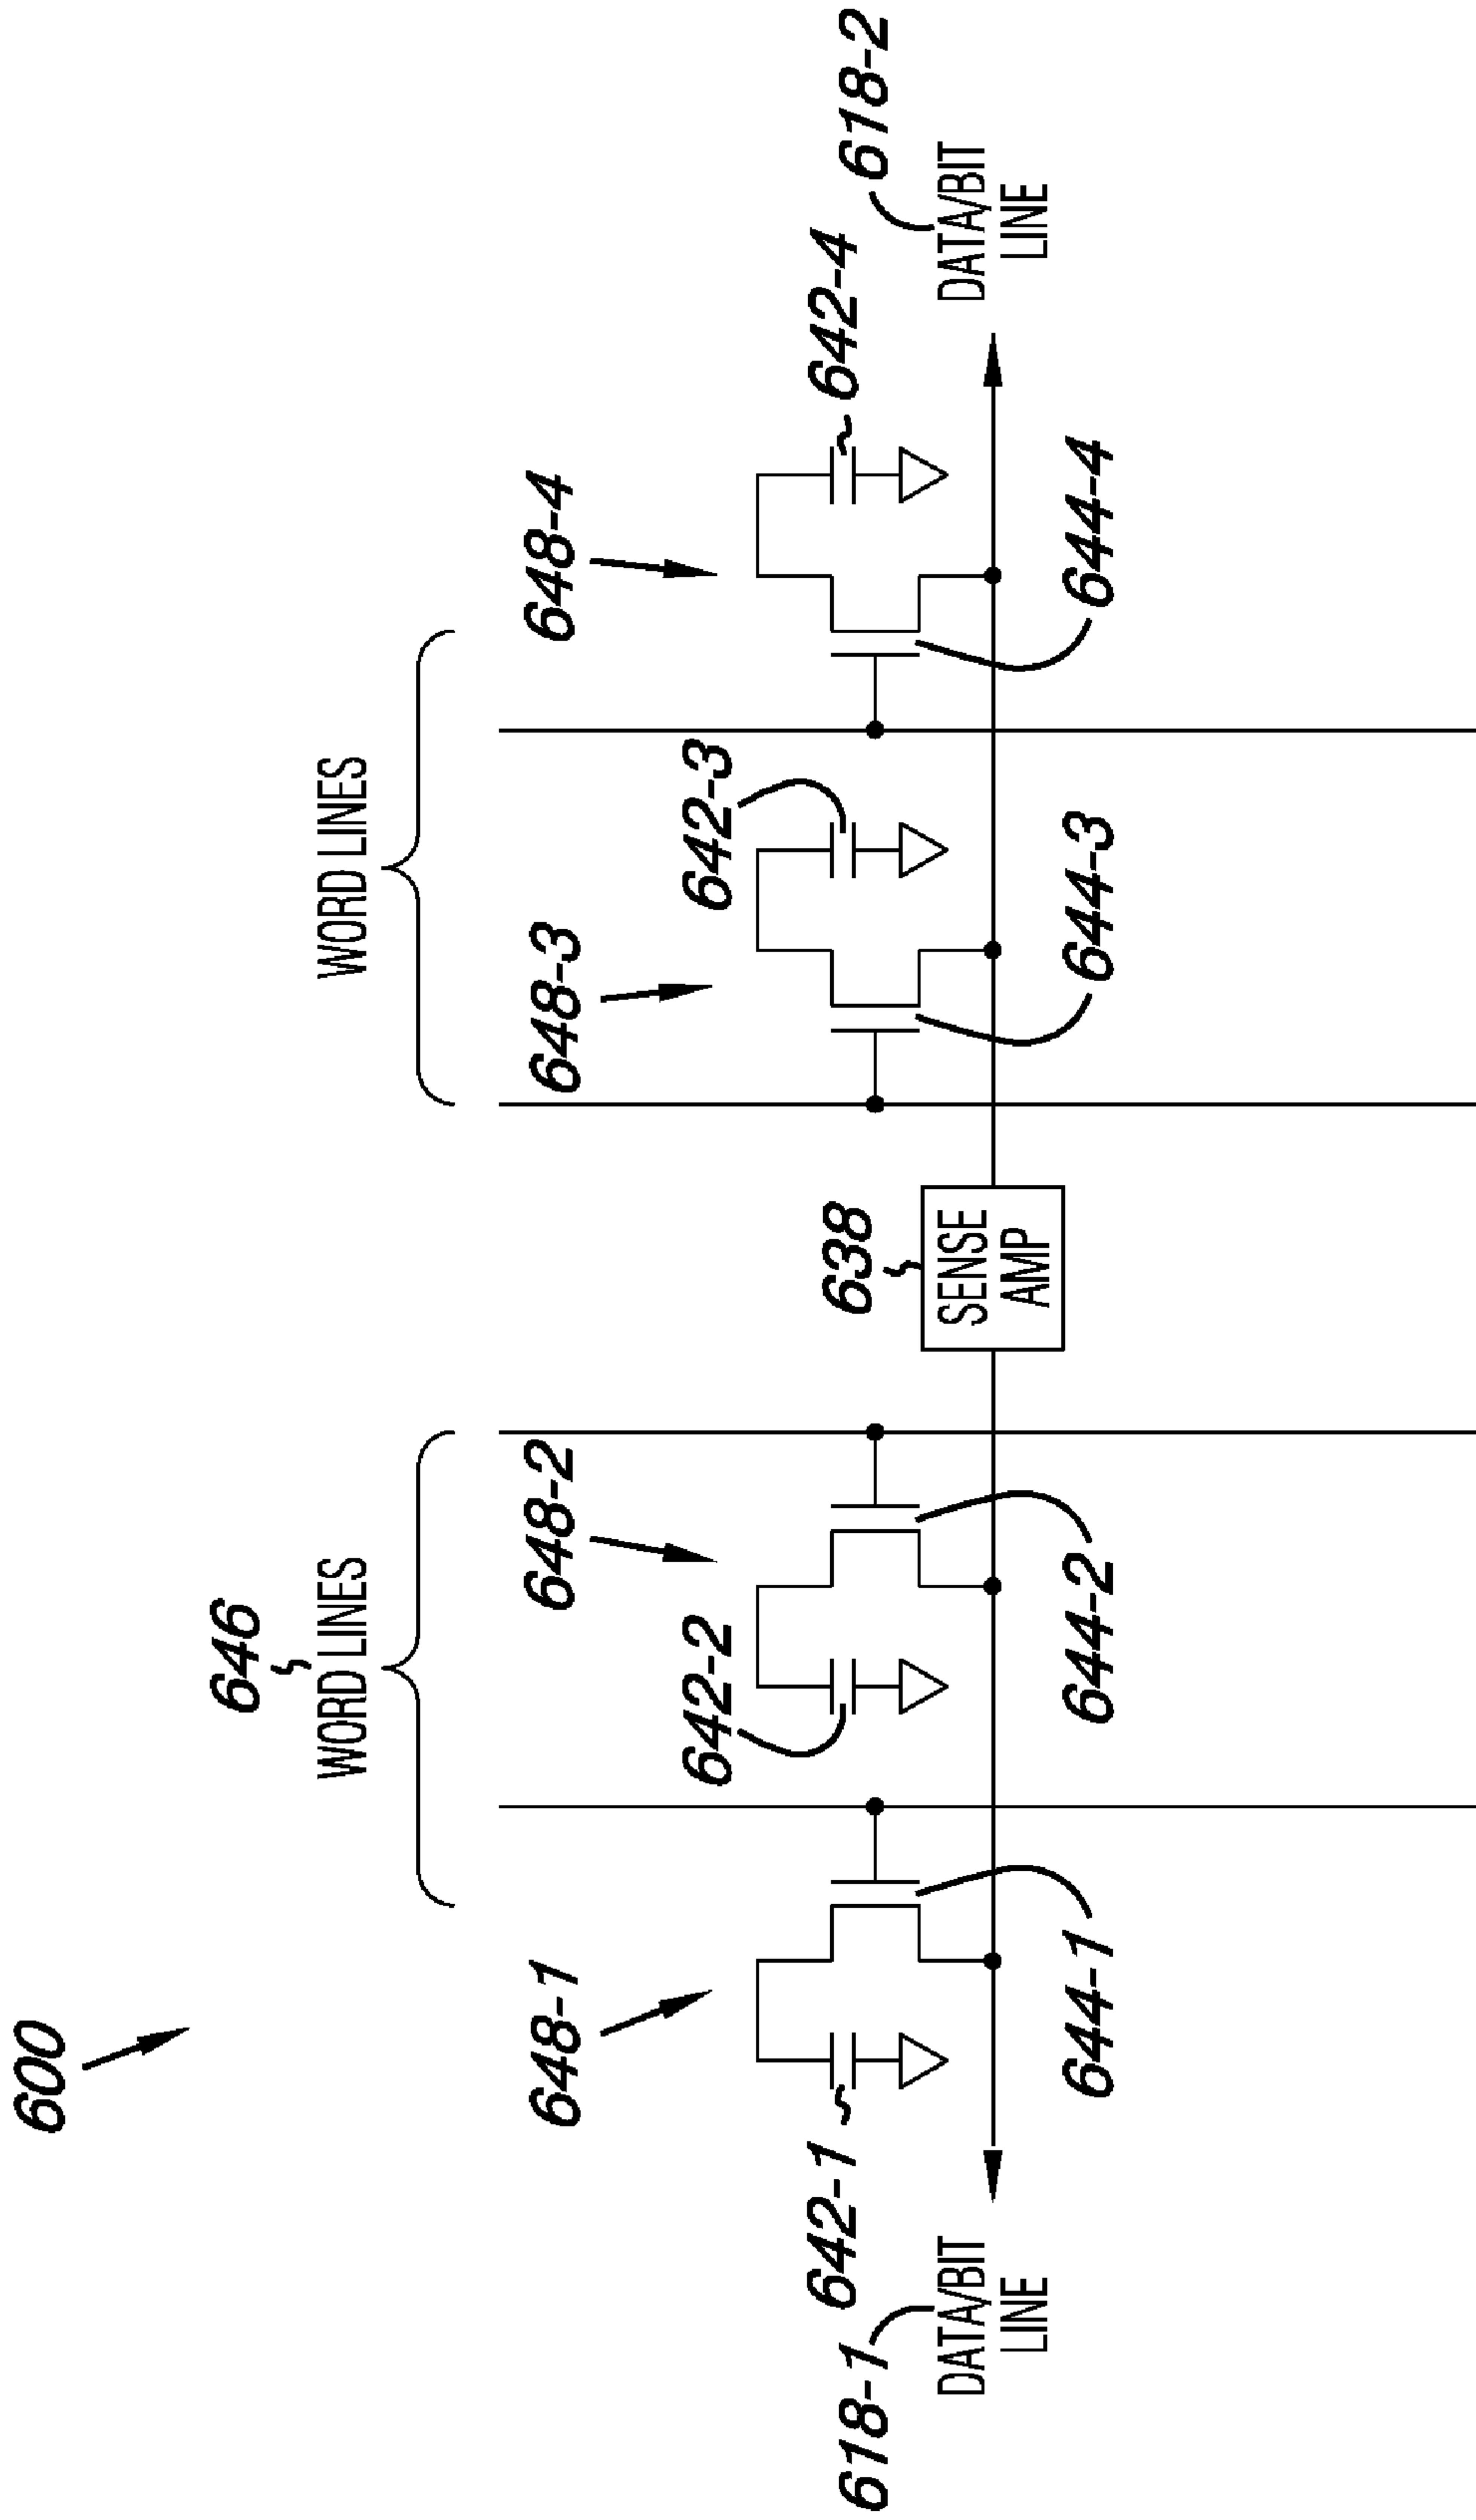 600
646
WORD LINES
WORD LINES
648-1
648-2
648-3
648-4
642-2
642-3
618-1
642-1
638
642-4
618-2
DATA/BIT
LINE
SENSE
AMP
DATA/BIT
LINE
644-1
644-2
644-3
644-4